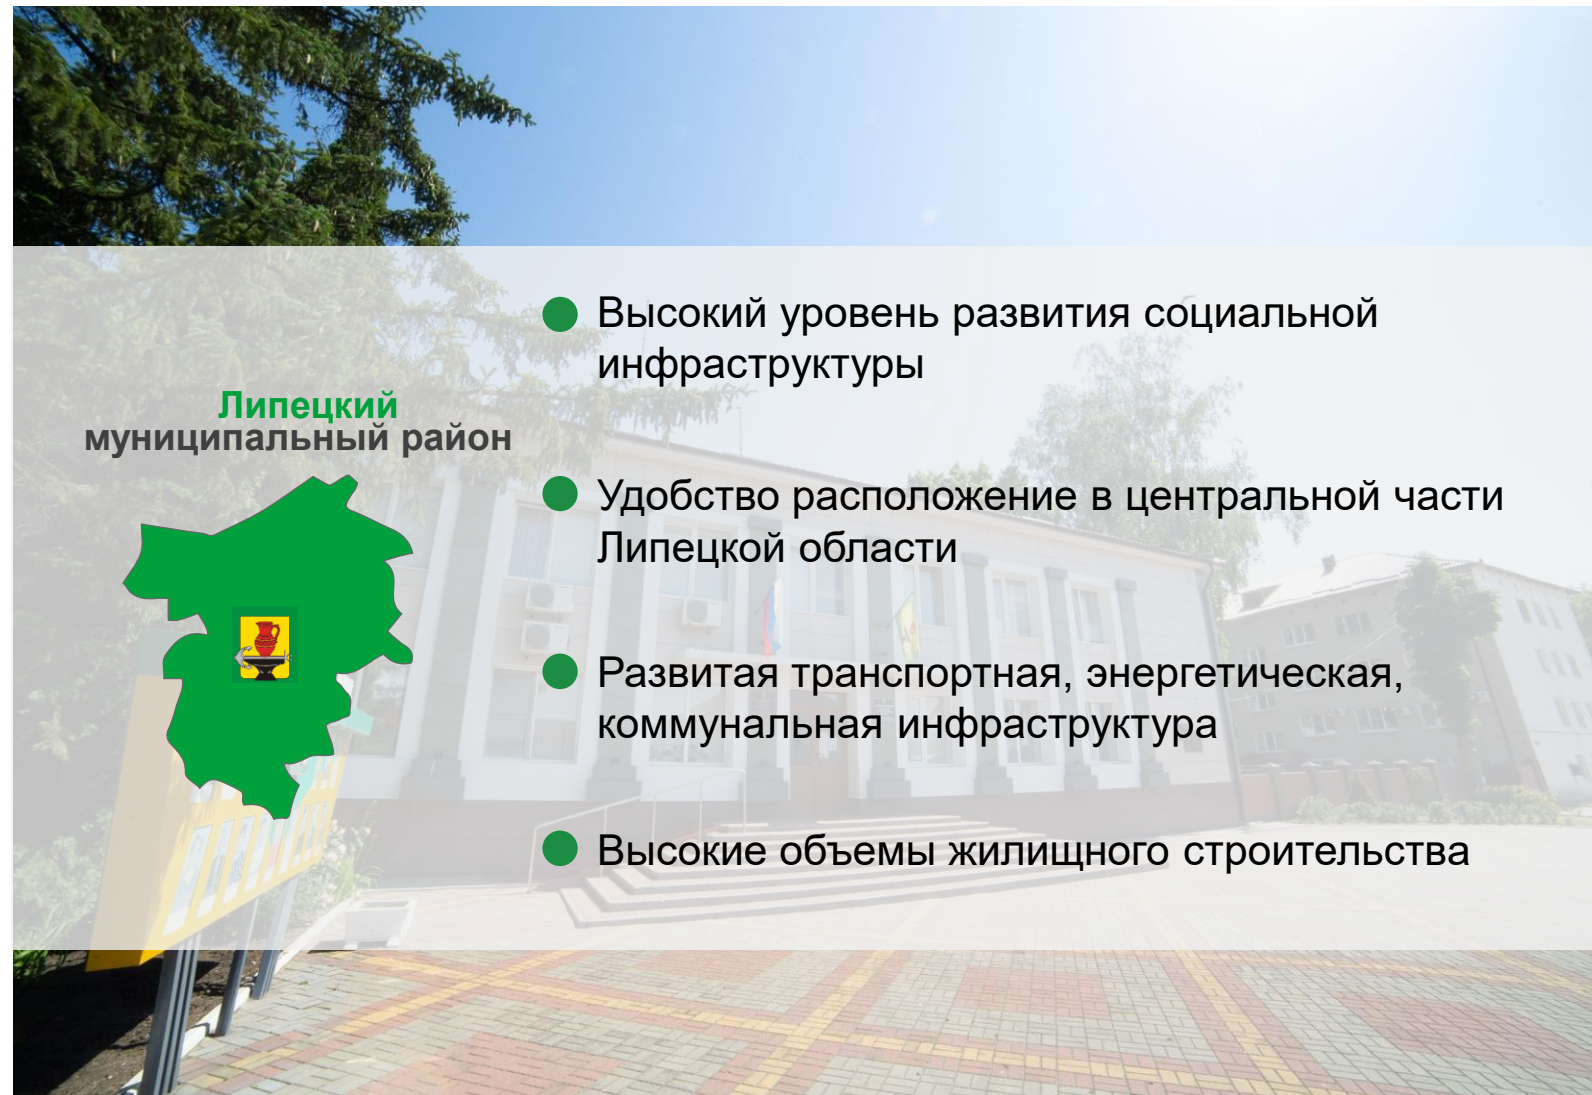 Высокий уровень развития социальной
инфраструктуры
Липецкий
муниципальный район
Удобство расположение в центральной части
Липецкой области
Развитая транспортная, энергетическая,
коммунальная инфраструктура
Высокие объемы жилищного строительства